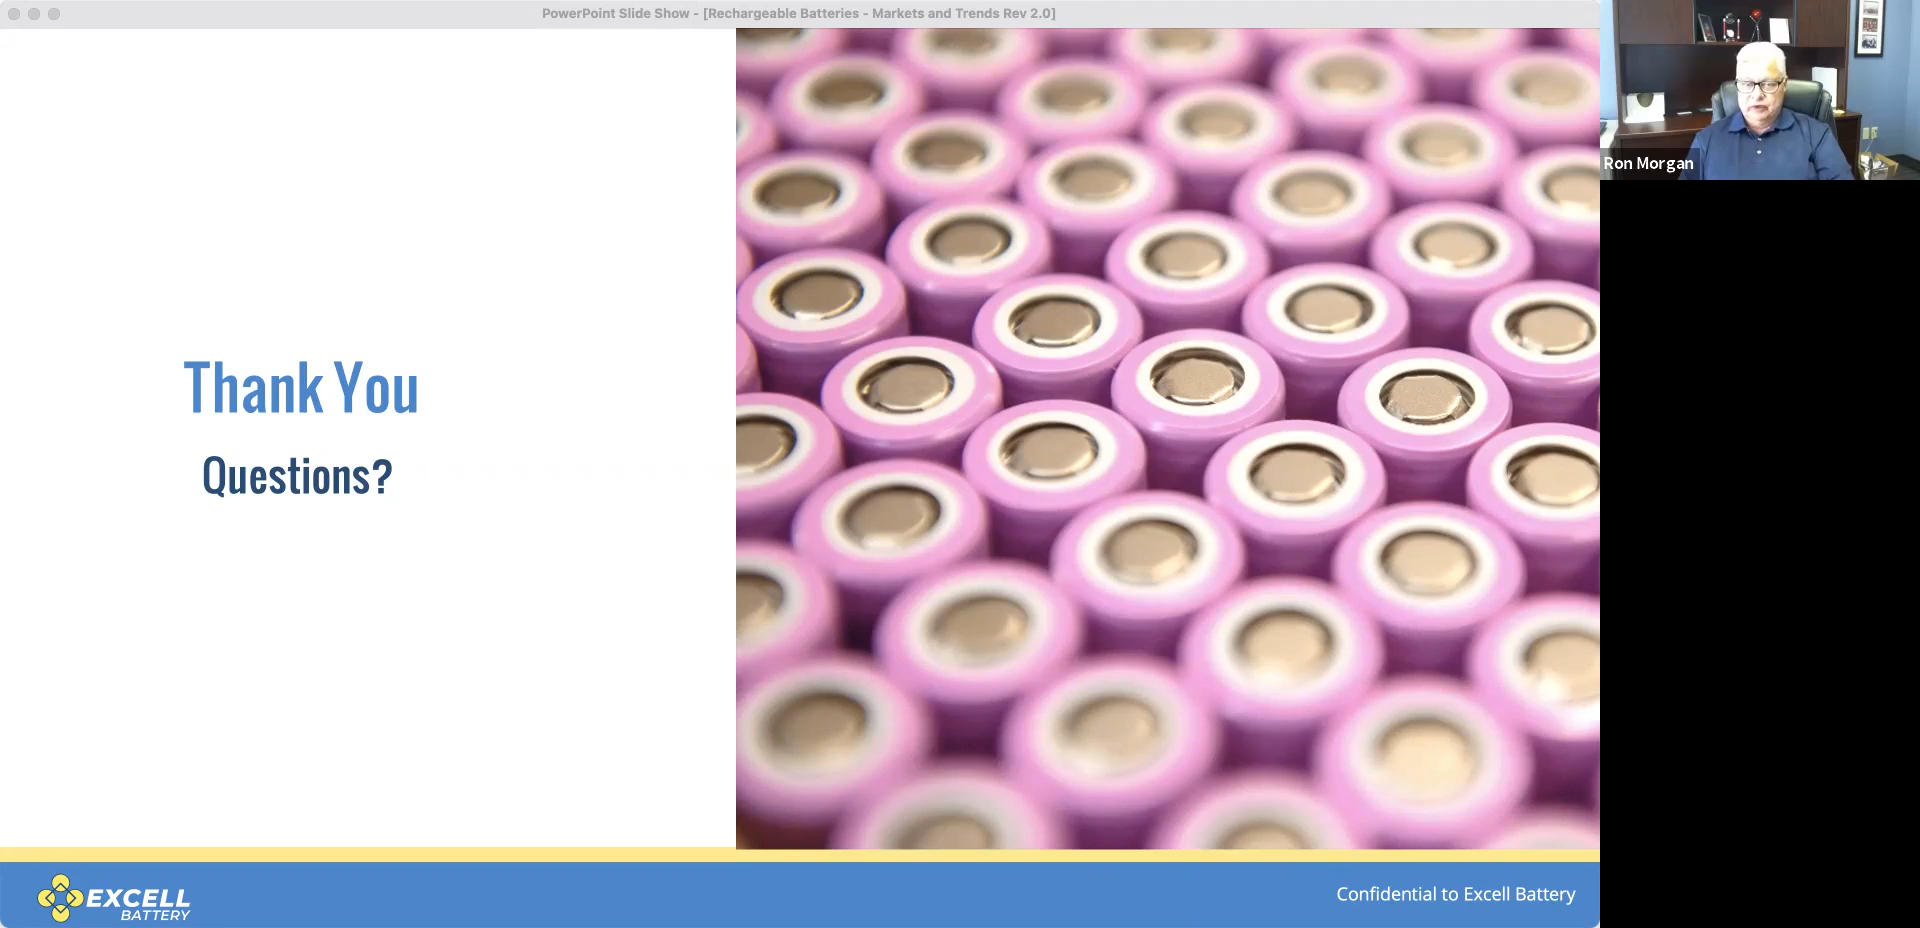 PowerPoint Slide Show - [Rechargeable Batteries - Markets and Trends Rev 2.0]
Ron Morgan
Thank You
Questions?
EXCELL
BATTERY
Confidential to Excell Battery